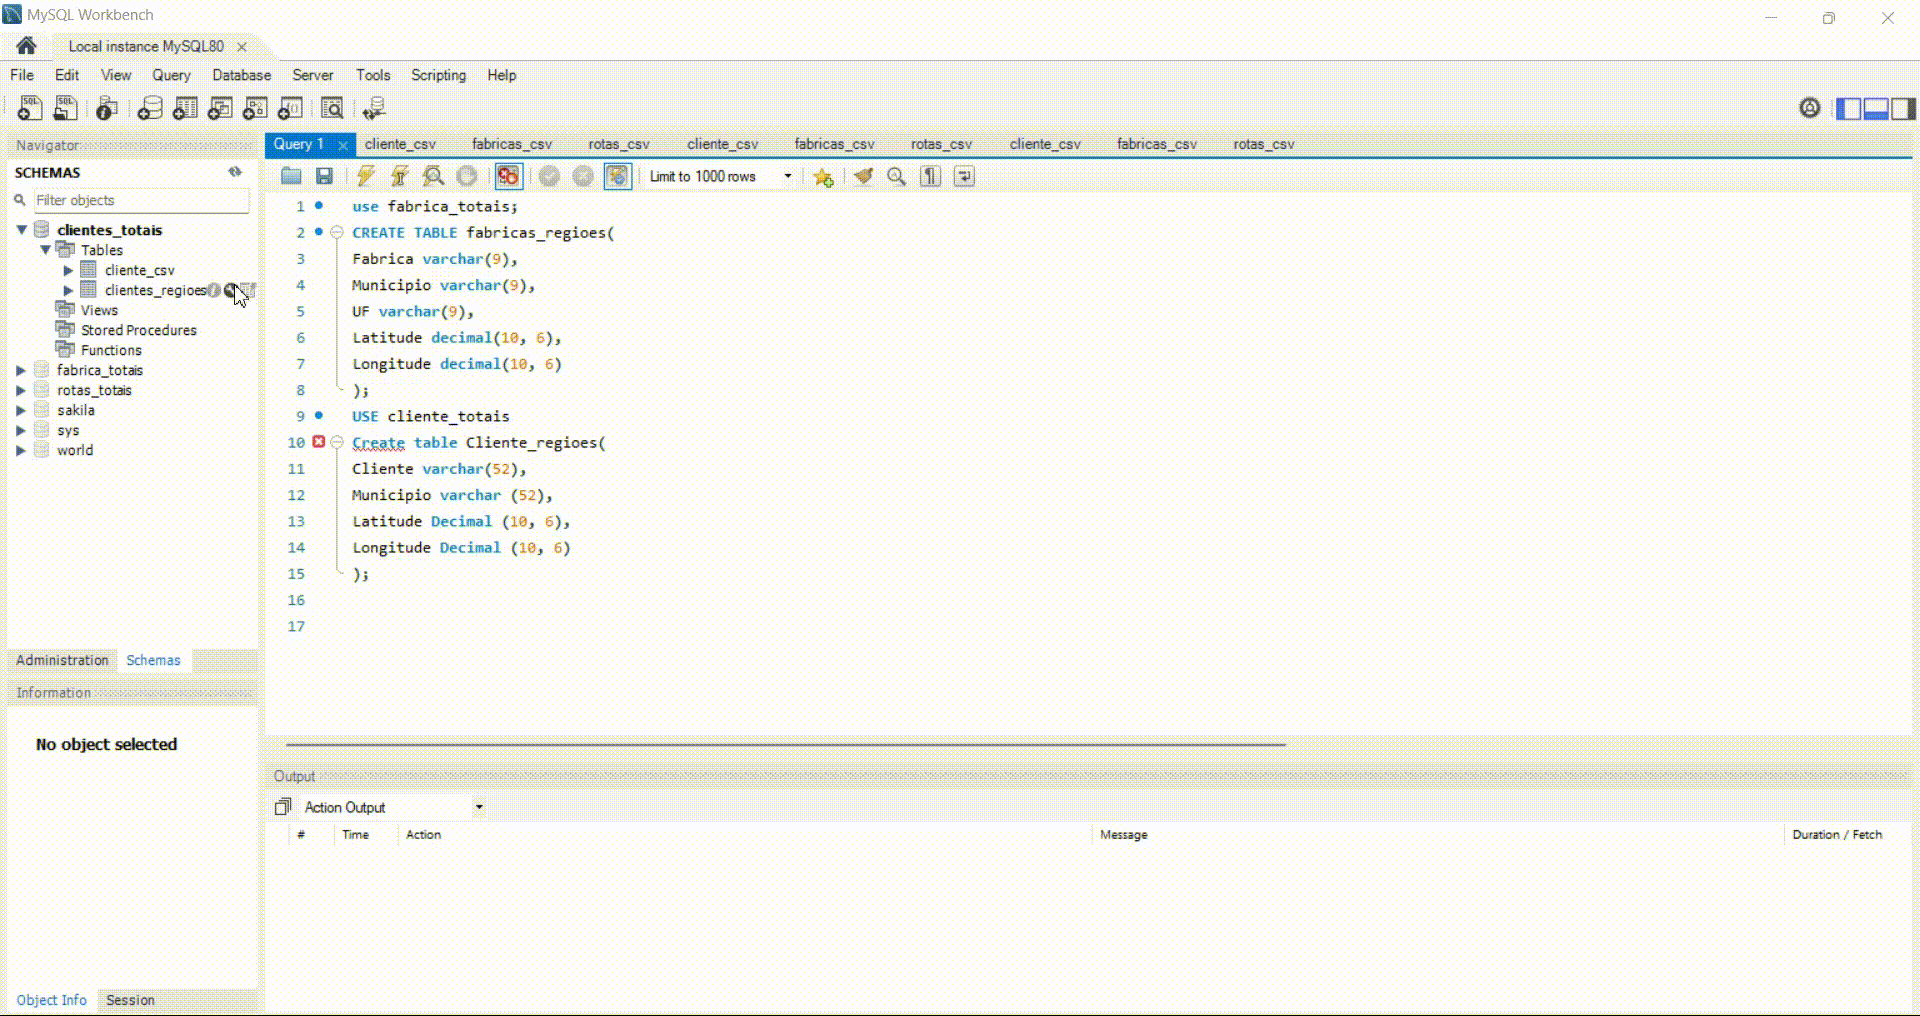 MySQL Workbench
Local instance MySQL80
File Edit View Query Database Server Tools Scripting Help
Navigator
SCHEMAS
Filter objects
clientes_totais
Tables
cliente_csv
clientes_regioes
Views
Stored Procedures
Functions
fabrica_totais
rotas_totais
sakila
sys
world
Administration Schemas
Information
No object selected
Object Info Session
Query 1 cliente_csv fabricas_csv rotas_csv cliente_csv fabricas_csv rotas_csv cliente_csv fabricas_csv rotas_csv
Limit to 1000 rows
1 use fabrica_totais;
2 CREATE TABLE fabricas_regioes(
3 Fabrica varchar(9),
4 Municipio varchar(9),
5 UF varchar(9),
6 Latitude decimal(10, 6),
7 Longitude decimal(10, 6)
8 );
9 USE cliente_totais
10 Create table Cliente_regioes(
11 Cliente varchar(52),
12 Municipio varchar (52),
13 Latitude Decimal (10, 6),
14 Longitude Decimal (10, 6)
15 );
16
17
Output
Action Output
# Time Action Message Duration / Fetch